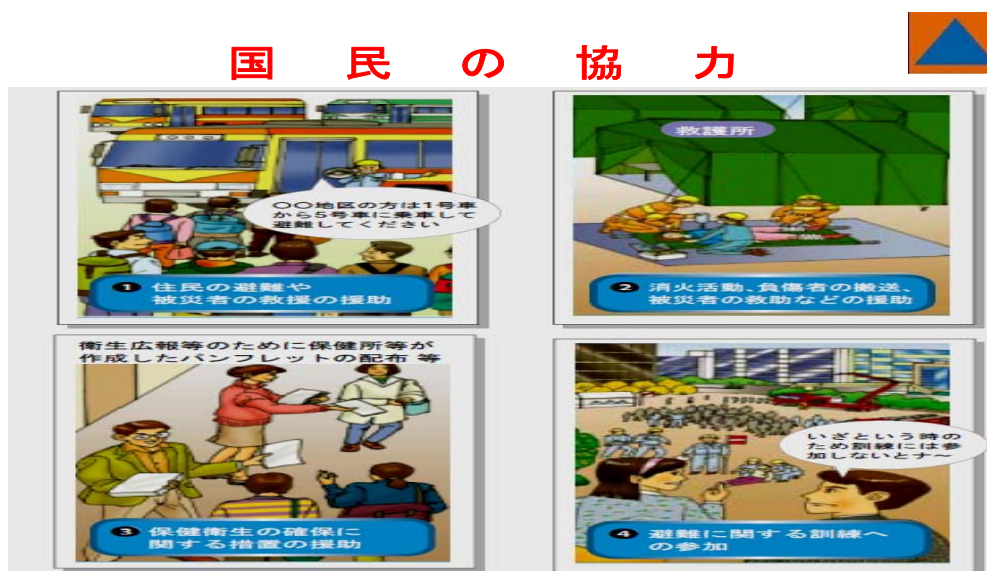 国民の協力
〇〇地区の方は1号車
から5号車に乗車して
避難してください
❶ 住民の避難や
被災者の救援の援助
救護所
❷ 消火活動、負傷者の搬送、
被災者の救助などの援助
衛生広報等のために保健所等が
作成したパンフレットの配布 等
❸ 保健衛生の確保に
関する措置の援助
いざという時の
ため訓練には参
加しないとナ～
❹ 避難に関する訓練へ
の参加